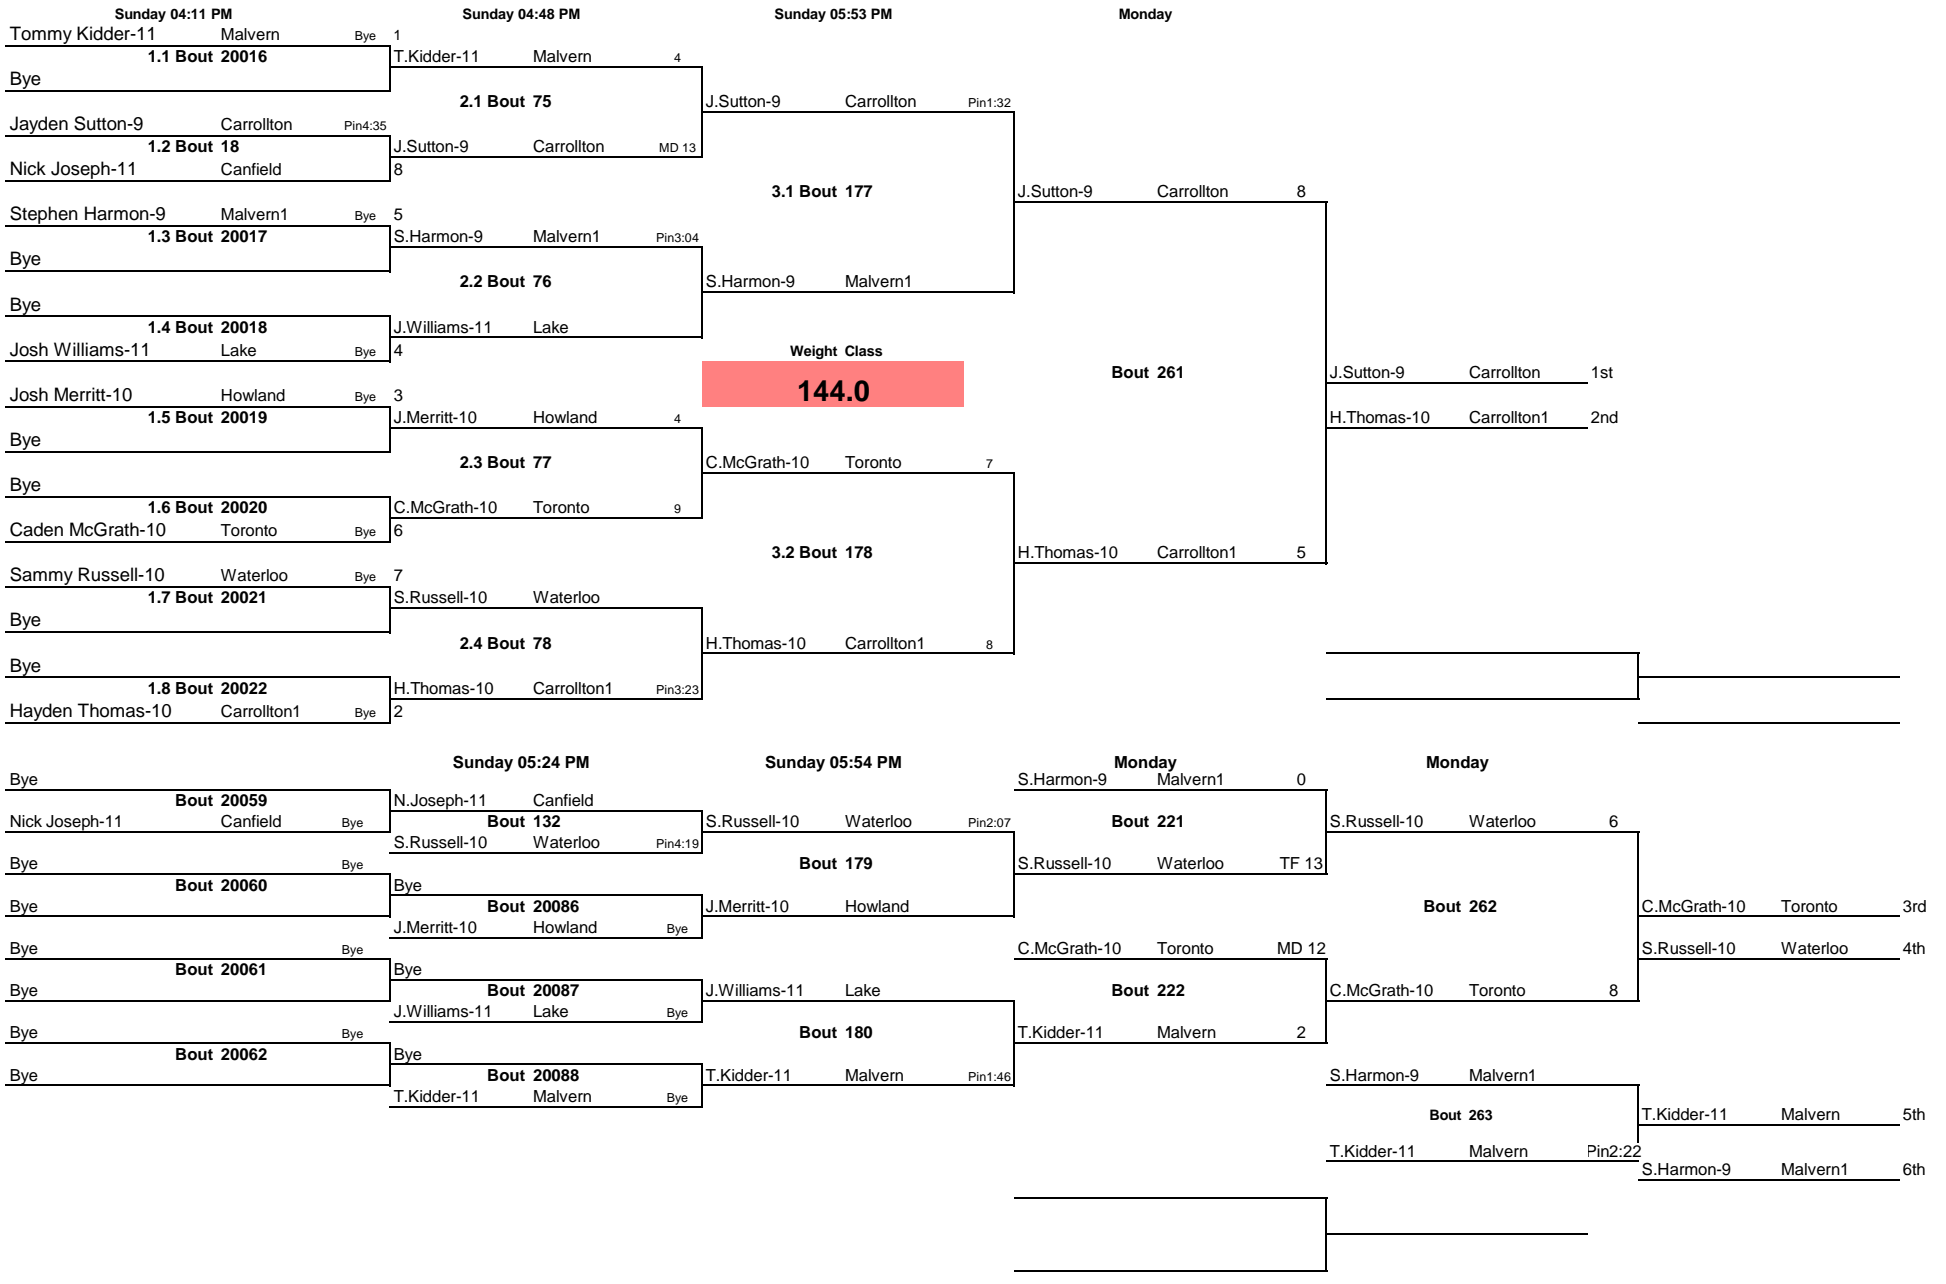 Sunday 04:11 PM Sunday 04:48 PM Sunday 05:53 PM Monday
Tommy Kidder-11 Malvern Bye 1
1.1 Bout 20016 T.Kidder-11 Malvern 4
Bye
2.1 Bout 75 J.Sutton-9 Carrollton Pin1:32
Jayden Sutton-9 Carrollton Pin4:35
1.2 Bout 18 J.Sutton-9 Carrollton MD 13
Nick Joseph-11 Canfield 8
3.1 Bout 177 J.Sutton-9 Carrollton 8
Stephen Harmon-9 Malvern1 Bye 5
1.3 Bout 20017 S.Harmon-9 Malvern1 Pin3:04
Bye
2.2 Bout 76 S.Harmon-9 Malvern1
Bye
1.4 Bout 20018 J.Williams-11 Lake
Josh Williams-11 Lake Bye 4 Weight Class
Bout 261 J.Sutton-9 Carrollton 1st
Josh Merritt-10 Howland Bye 3 144.0
1.5 Bout 20019 J.Merritt-10 Howland 4 H.Thomas-10 Carrollton1 2nd
Bye
2.3 Bout 77 C.McGrath-10 Toronto 7
Bye
1.6 Bout 20020 C.McGrath-10 Toronto 9
Caden McGrath-10 Toronto Bye 6
3.2 Bout 178 H.Thomas-10 Carrollton1 5
Sammy Russell-10 Waterloo Bye 7
1.7 Bout 20021 S.Russell-10 Waterloo
Bye
2.4 Bout 78 H.Thomas-10 Carrollton1 8
Bye
1.8 Bout 20022 H.Thomas-10 Carrollton1 Pin3:23
Hayden Thomas-10 Carrollton1 Bye 2
Sunday 05:24 PM Sunday 05:54 PM Monday Monday
Bye S.Harmon-9 Malvern1 0
Bout 20059 N.Joseph-11 Canfield
Nick Joseph-11 Canfield Bye Bout 132 S.Russell-10 Waterloo Pin2:07 Bout 221 S.Russell-10 Waterloo 6
S.Russell-10 Waterloo Pin4:19
Bye Bye Bout 179 S.Russell-10 Waterloo TF 13
Bout 20060 Bye
Bye Bout 20086 J.Merritt-10 Howland Bout 262 C.McGrath-10 Toronto 3rd
J.Merritt-10 Howland Bye
Bye Bye C.McGrath-10 Toronto MD 12 S.Russell-10 Waterloo 4th
Bout 20061 Bye
Bye Bout 20087 J.Williams-11 Lake Bout 222 C.McGrath-10 Toronto 8
J.Williams-11 Lake Bye
Bye Bye Bout 180 T.Kidder-11 Malvern 2
Bout 20062 Bye
Bye Bout 20088 T.Kidder-11 Malvern Pin1:46 S.Harmon-9 Malvern1
T.Kidder-11 Malvern Bye
Bout 263 T.Kidder-11 Malvern 5th
T.Kidder-11 Malvern Pin2:22
S.Harmon-9 Malvern1 6th